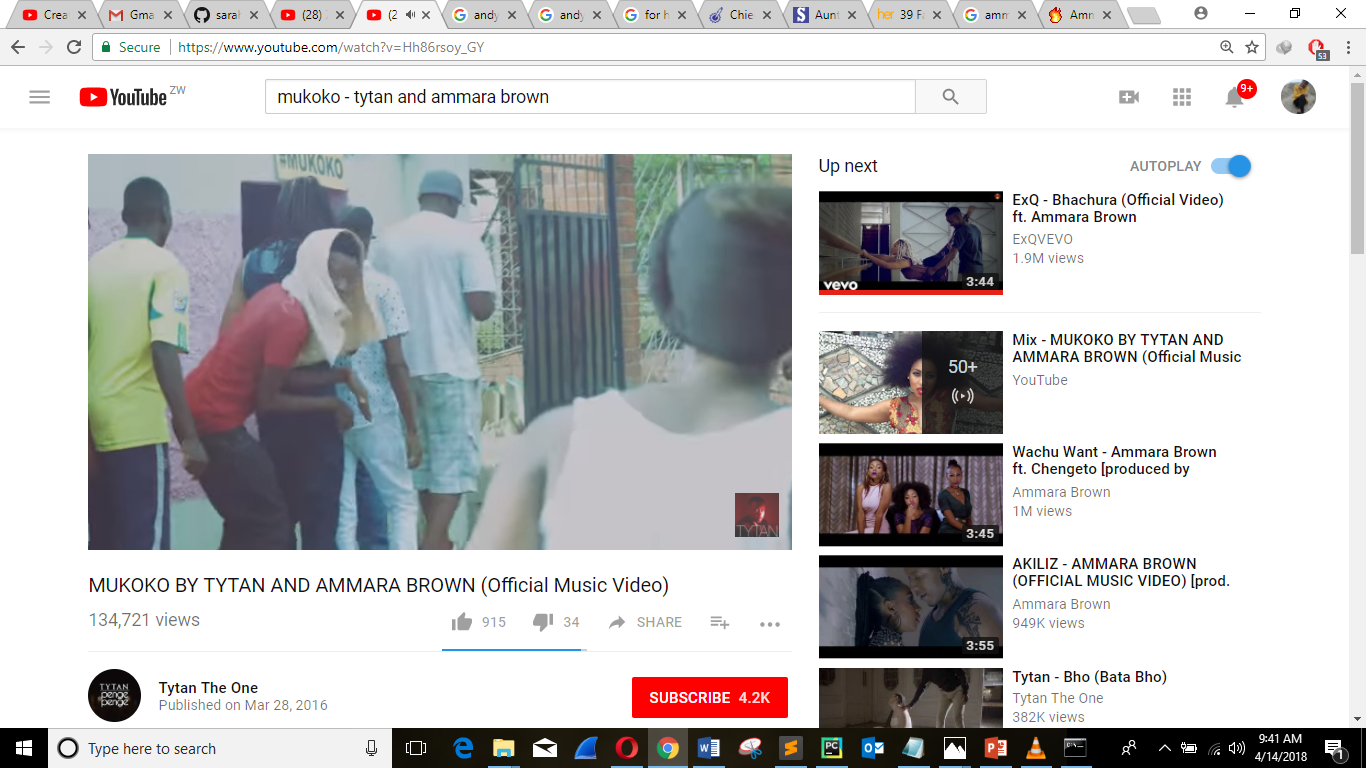 Crea
Gma
sarah
(28)
(2
andy
andy
for h
Chie
Aunt
her 39 Fa
amm
Amn
Secure https://www.youtube.com/watch?v=Hh86rsoy_GY
53
YouTube ZW
mukoko - tytan and ammara brown
9+
#MUKOKO
TYTAN
MUKOKO BY TYTAN AND AMMARA BROWN (Official Music Video)
134,721 views
915 34 SHARE
TYTAN
penge
penge
Tytan The One
Published on Mar 28, 2016
SUBSCRIBE 4.2K
Up next
AUTOPLAY
vevo
3:44
ExQ - Bhachura (Official Video)
ft. Ammara Brown
ExQVEVO
1.9M views
50+
Mix - MUKOKO BY TYTAN AND
AMMARA BROWN (Official Music
YouTube
3:45
Wachu Want - Ammara Brown
ft. Chengeto [produced by
Ammara Brown
1M views
3:55
AKILIZ - AMMARA BROWN
(OFFICIAL MUSIC VIDEO) [prod.
Ammara Brown
949K views
Tytan - Bho (Bata Bho)
Tytan The One
382K views
Type here to search
9:41 AM
4/14/2018
1